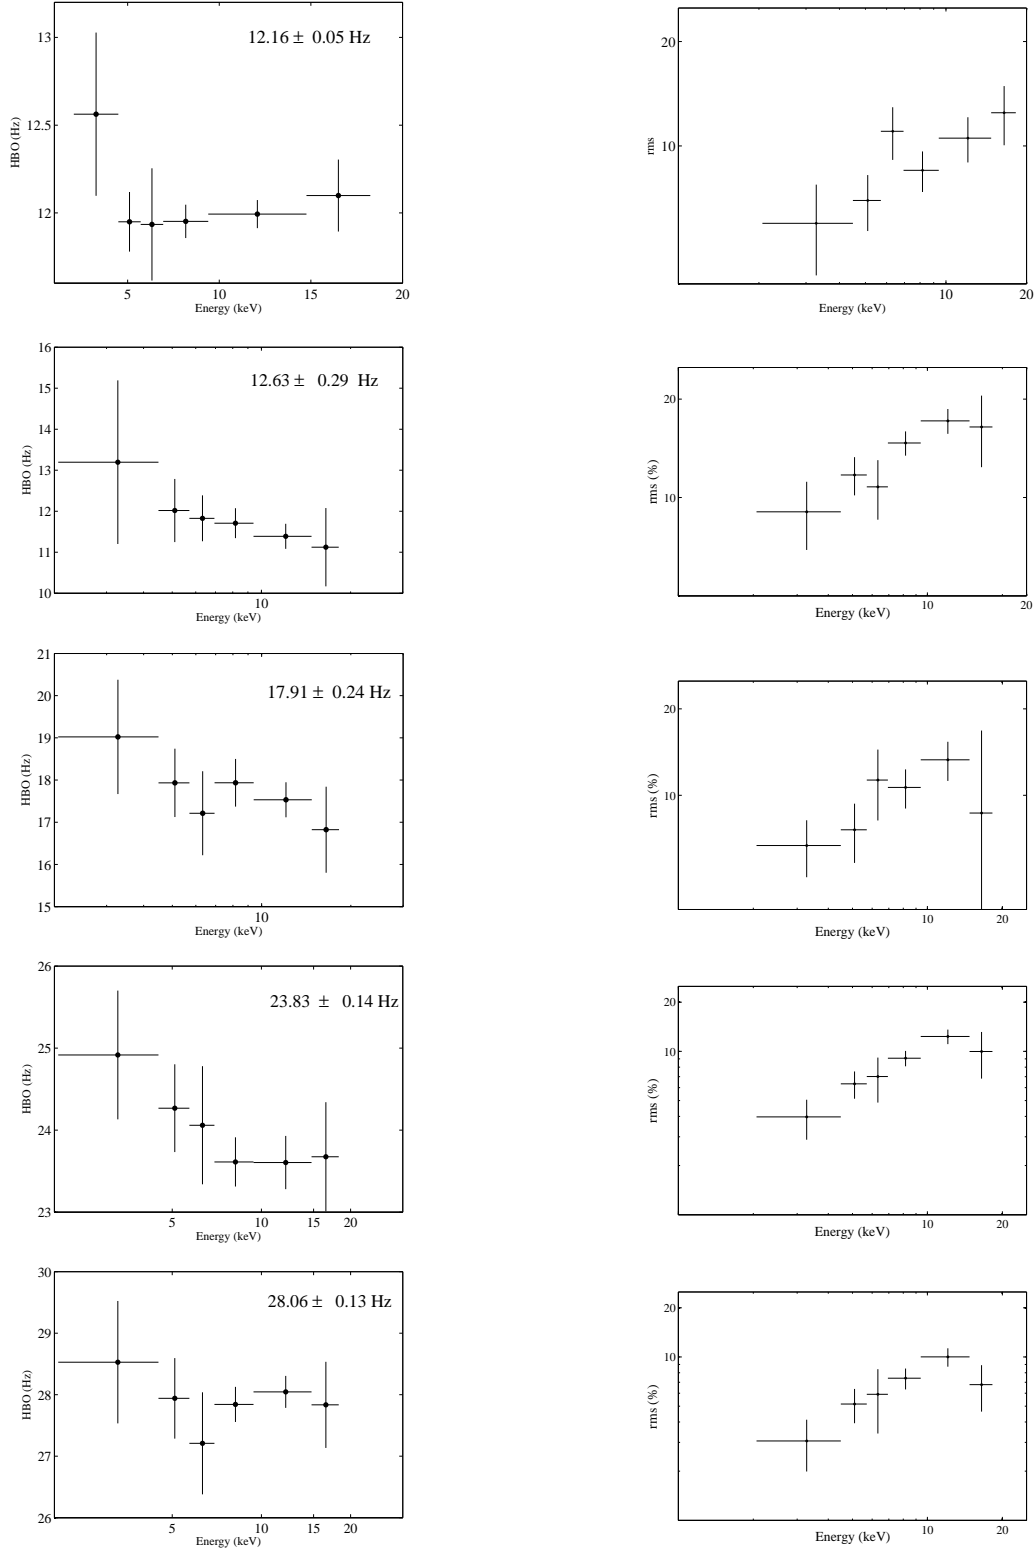 12.16 ± 0.05 Hz
HBO (Hz)
13
12.5
12
5
10
15
20
Energy (keV)
rms
20
10
10
20
Energy (keV)
12.63 ± 0.29 Hz
HBO (Hz)
16
15
14
13
12
11
10
10
Energy (keV)
rms (%)
20
10
10
20
Energy (keV)
17.91 ± 0.24 Hz
HBO (Hz)
21
20
19
18
17
16
15
10
Energy (keV)
rms (%)
20
10
10
20
Energy (keV)
23.83 ± 0.14 Hz
HBO (Hz)
26
25
24
23
5
10
15
20
Energy (keV)
rms (%)
20
10
10
20
Energy (keV)
28.06 ± 0.13 Hz
HBO (Hz)
30
29
28
27
26
5
10
15
20
Energy (keV)
rms (%)
20
10
10
20
Energy (keV)